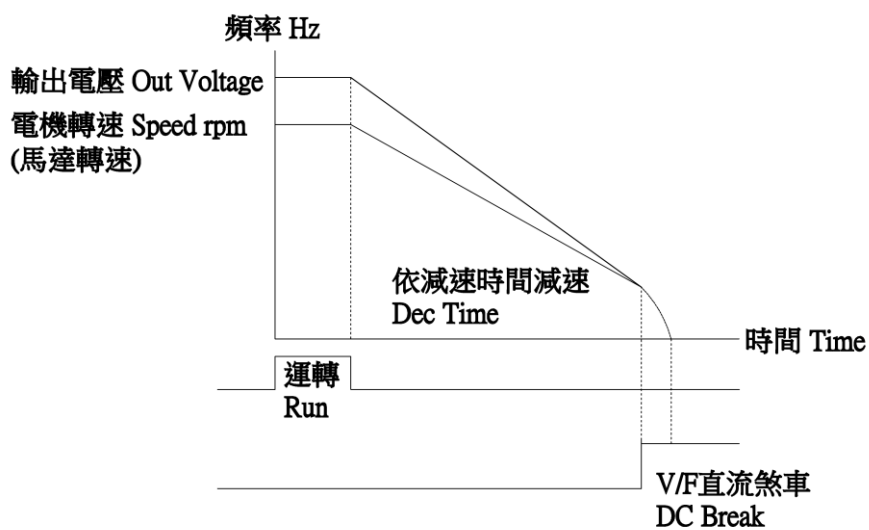 頻率 Hz
輸出電壓 Out Voltage
電機轉速 Speed rpm
(馬達轉速)
依減速時間減速
Dec Time
時間 Time
運轉
Run
V/F直流煞車
DC Break